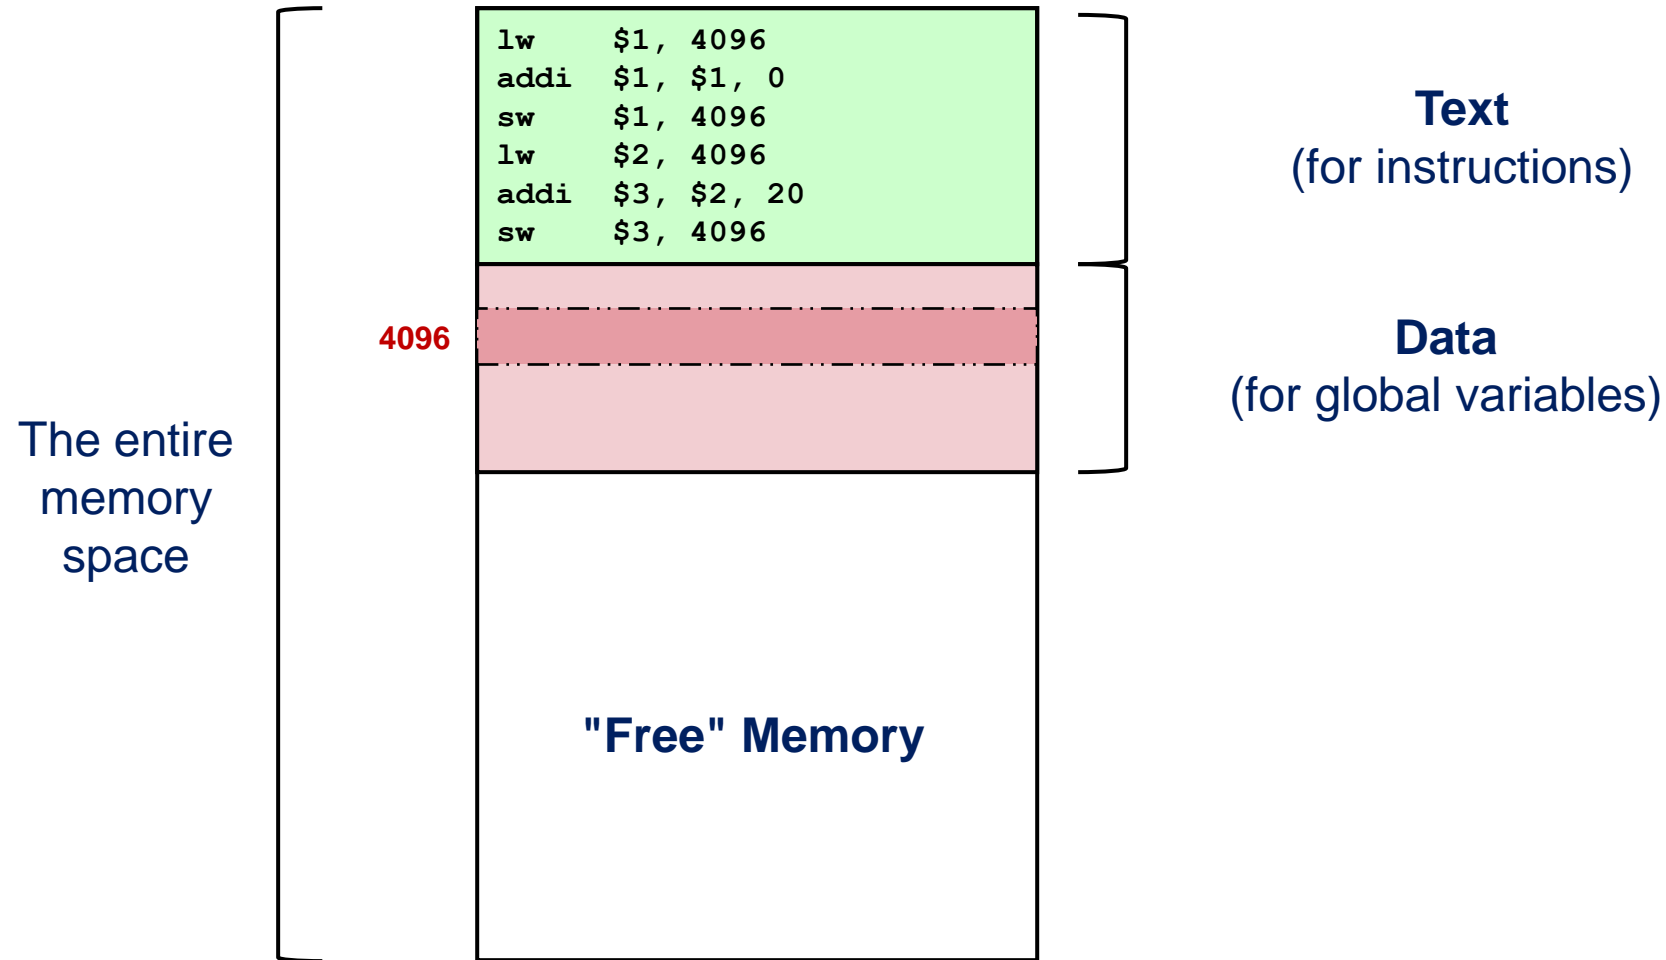 lw $1, 4096
addi $1, $1, 0
sw $1, 4096
lw $2, 4096
addi $3, $2, 20
sw $3, 4096
Text
(for instructions)
4096
Data
(for global variables)
The entire
memory
space
"Free" Memory